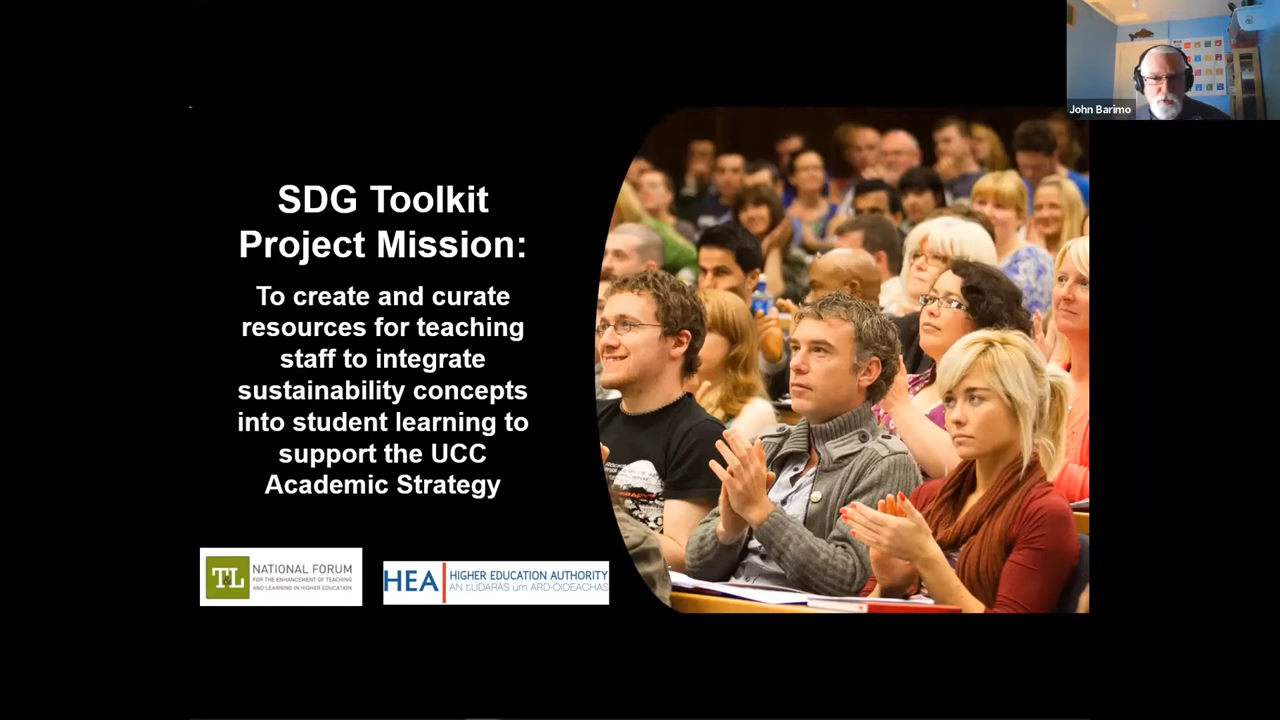 John Barimo
SDG Toolkit
Project Mission:
To create and curate
resources for teaching
staff to integrate
sustainability concepts
into student learning to
support the UCC
Academic Strategy
T&L
NATIONAL FORUM
FOR THE ENHANCEMENT OF TEACHING
AND LEARNING IN HIGHER EDUCATION
HEA
HIGHER EDUCATION AUTHORITY
AN tÚDARÁS um ARD-OIDEACHAS